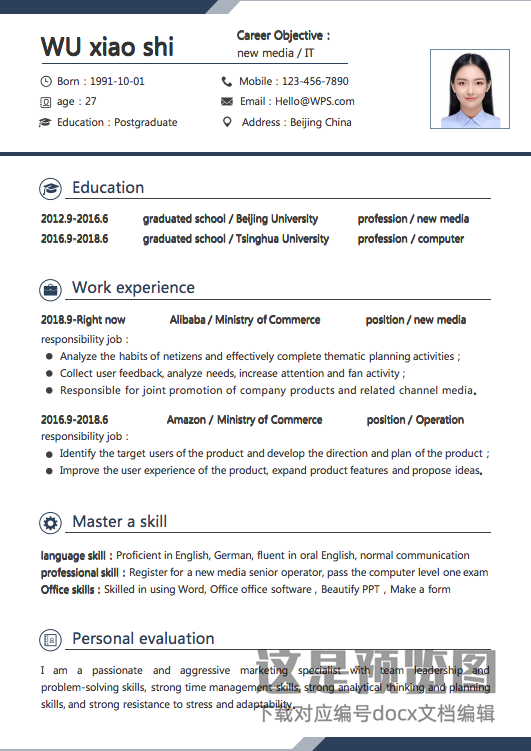 WU xiao shi
Career Objective：
new media / IT
Born：1991-10-01
Mobile：123-456-7890
age：27
Email：Hello@WPS.com
Education：Postgraduate
Address：Beijing China
Education
2012.9-2016.6 graduated school / Beijing University profession / new media
2016.9-2018.6 graduated school / Tsinghua University profession / computer
Work experience
2018.9-Right now Alibaba / Ministry of Commerce position / new media
responsibility job：
● Analyze the habits of netizens and effectively complete thematic planning activities；
● Collect user feedback, analyze needs, increase attention and fan activity；
● Responsible for joint promotion of company products and related channel media。
2016.9-2018.6 Amazon / Ministry of Commerce position / Operation
responsibility job：
● Identify the target users of the product and develop the direction and plan of the product；
● Improve the user experience of the product, expand product features and propose ideas。
Master a skill
language skill：Proficient in English, German, fluent in oral English, normal communication
professional skill：Register for a new media senior operator, pass the computer level one exam
Office skills：Skilled in using Word, Office office software，Beautify PPT，Make a form
Personal evaluation
I am a passionate and aggressive marketing specialist with team leadership and
problem-solving skills, strong time management skills, strong analytical thinking and planning
skills, and strong resistance to stress and adaptability.
这是预览图
下载对应编号docx文档编辑